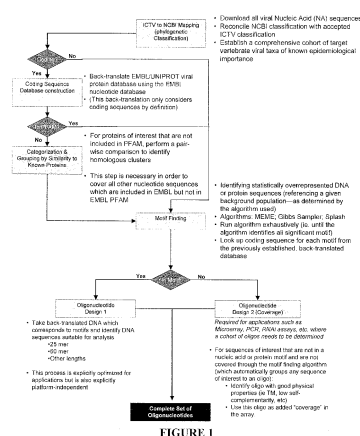 ICTV to NCBI Mapping
(phylogenetic
Classification)
• Download all viral Nucleic Acid (NA) sequences
• Reconcile NCBI classification with accepted
ICTV classification
• Establish a comprehensive cohort of target
vertebrate viral taxa of known epidemiological
importance
No
Yes
Coding Sequence
Database construction
• Back-translate EMBL/UNIPROT viral
protein database using the EMBL
nucleotide database
• (This back-translation only considers
coding sequences by definition)
No
Yes
Categorization &
Grouping by Similarity to
Known Proteins
• For proteins of interest that are not
included in PFAM, perform a pair-
wise comparison to identify
homologous clusters
• This step is necessary in order to
cover all other nucleotide sequences
which are included in EMBL but not in
EMBL PFAM
Motif Finding
• Identifying statistically overrepresented DNA
or protein sequences (referencing a
given background population—as determined by
the algorithm used)
• Algorithms: MEME; Gibbs Sampler; Splash
• Run algorithm exhaustively (ie. until the
algorithm identifies all significant motif)
• Look up coding sequence for each motif from
the previously established, back-translated
database
Yes
No
Oligonucleotide
Design 1
Oligonucleotide
Design 2 (Coverage)
• Take back-translated DNA which
corresponds to motifs and identify DNA
sequences suitable for analysis
•25 mer
•60 mer
•Other lengths
• This process is explicitly optimized for
applications but is also explicitly
platform-independent
Required for applications such as
Microarray, PCR, RNAi assays, etc. where
a cohort of oligos needs to be determined
• For sequences of interest that are not in a
nucleic acid or protein motif and are not
covered through the motif finding algorithm
(which automatically groups any sequence
of interest to an oligo):
• Identify oligo with good physical
properties (ie TM, low self-
complementarity, etc)
• Use this oligo as added "coverage" in
the array
Complete Set of
Oligonucleotides
FIGURE 1